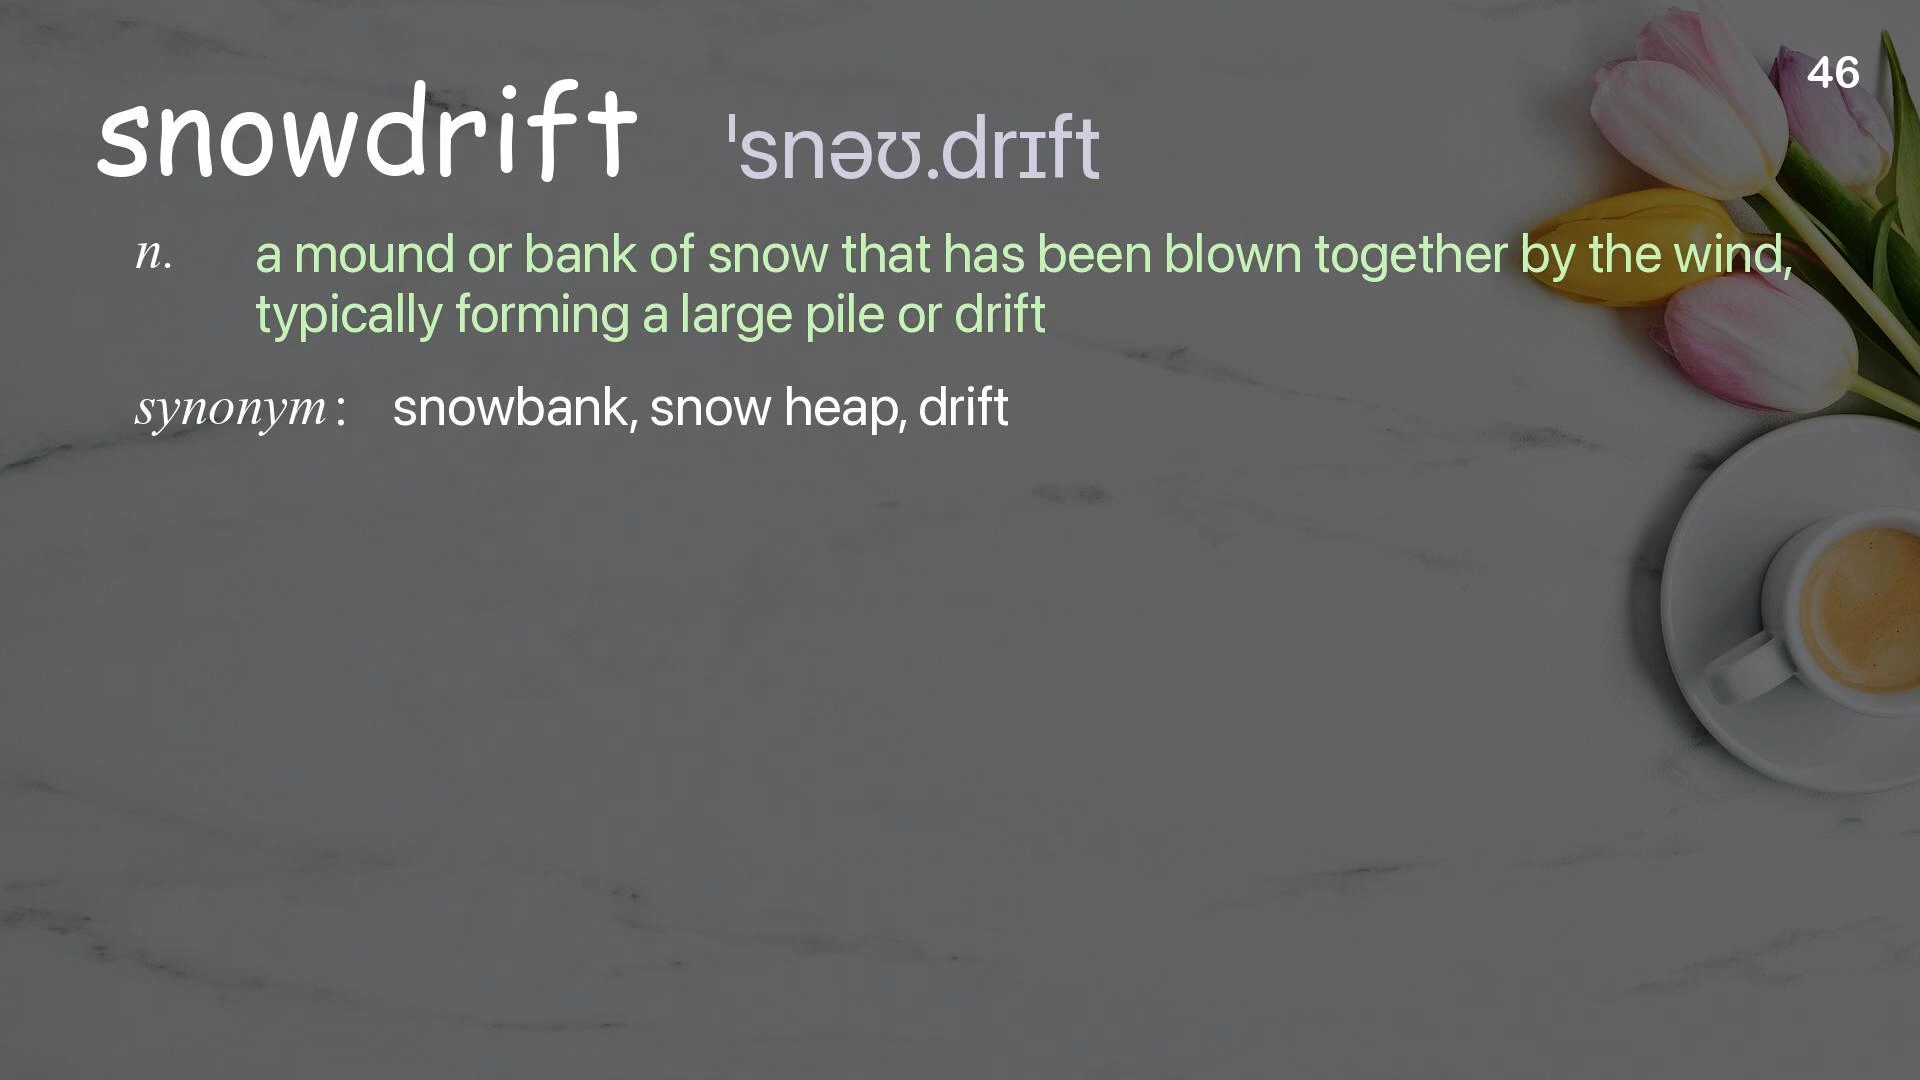 46
snowdrift ˈsnəʊ.drɪft
n. a mound or bank of snow that has been blown together by the wind,
typically forming a large pile or drift
synonym: snowbank, snow heap, drift